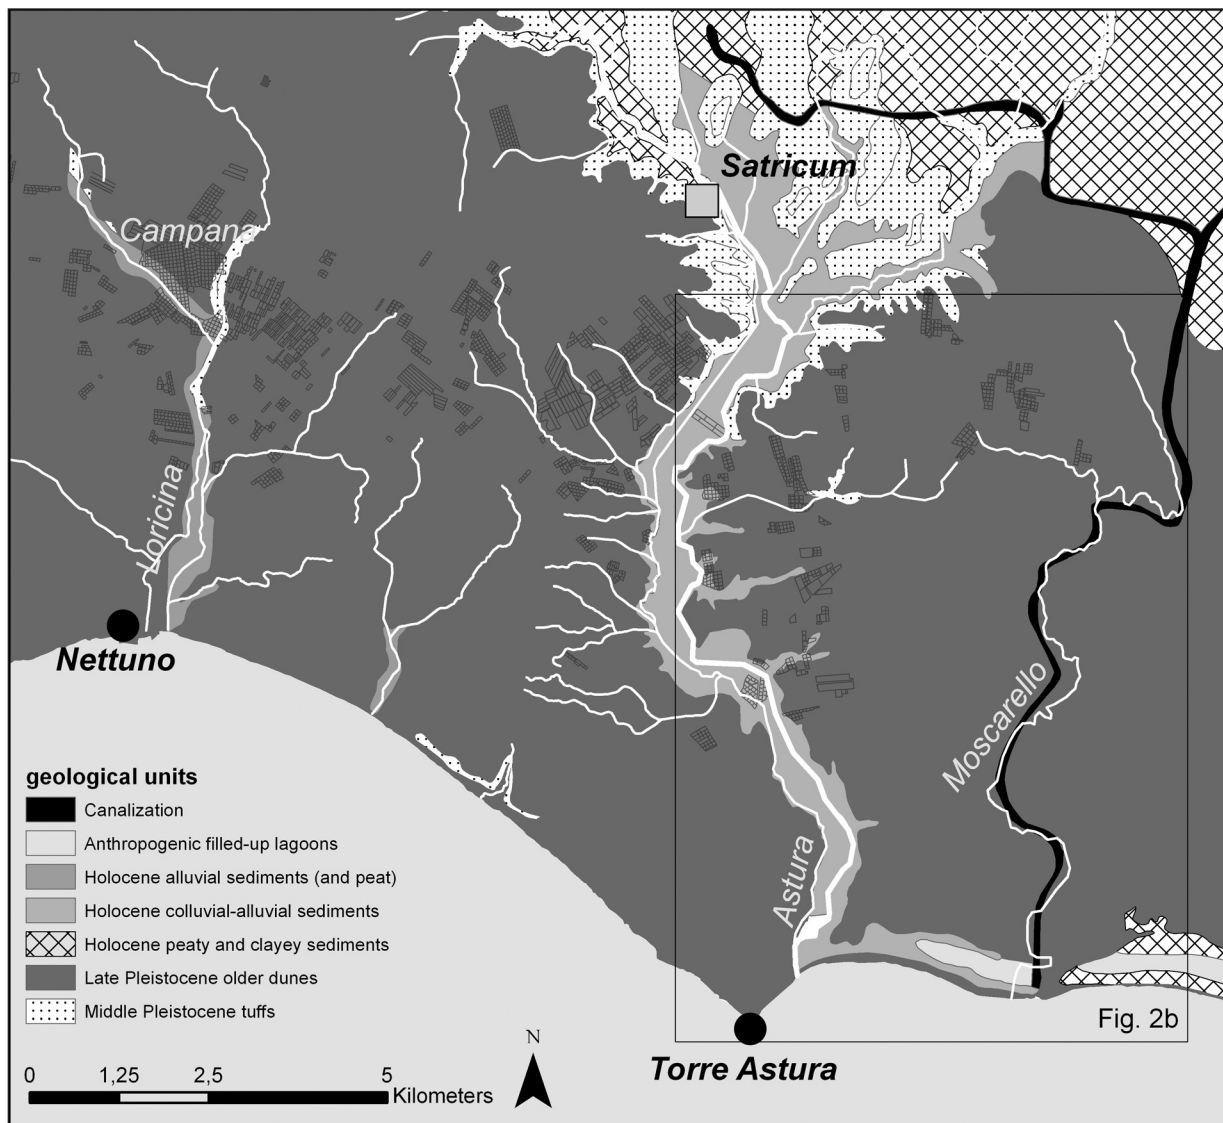 Satricum
Campana
Loricina
Nettuno
Moscarello
Astura
geological units
Canalization
Anthropogenic filled-up lagoons
Holocene alluvial sediments (and peat)
Holocene colluvial-alluvial sediments
Holocene peaty and clayey sediments
Late Pleistocene older dunes
Middle Pleistocene tuffs
Fig. 2b
N
Torre Astura
0 1,25 2,5 5
Kilometers